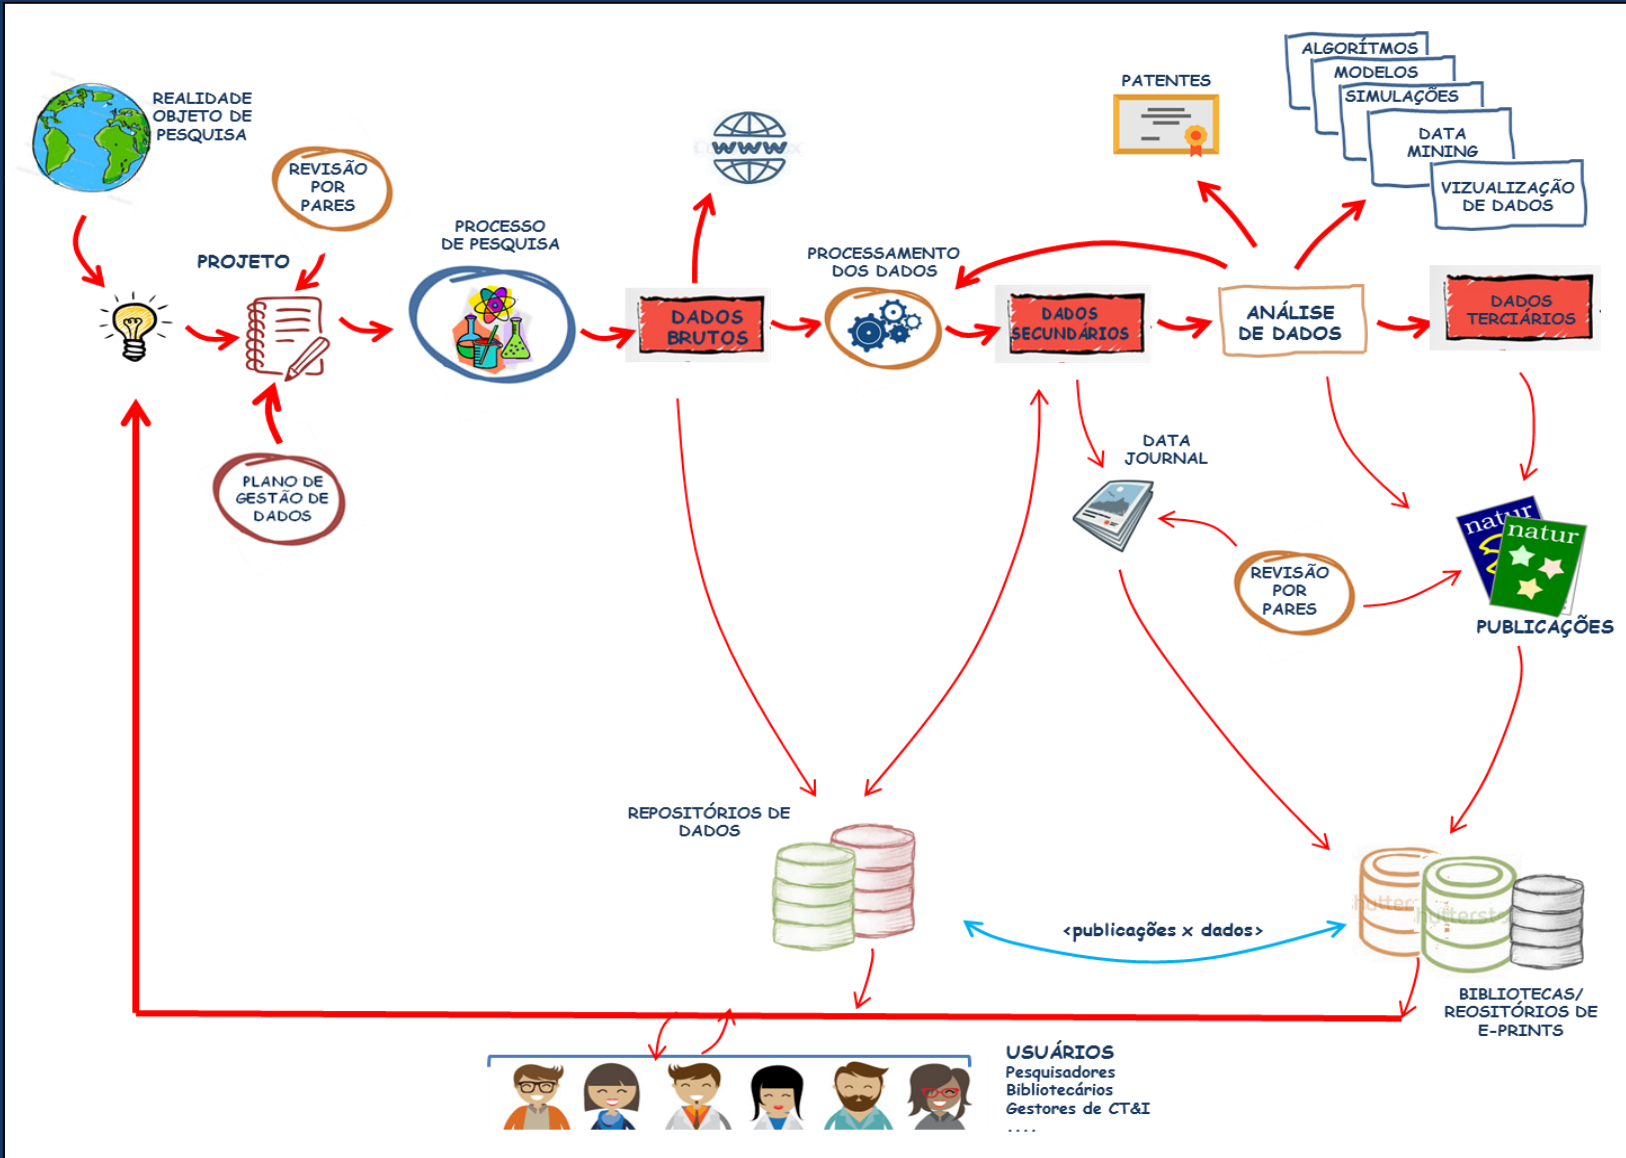 REALIDADE
OBJETO DE
PESQUISA
REVISÃO
POR
PARES
PROJETO
PLANO DE
GESTÃO DE
DADOS
PROCESSO
DE PESQUISA
DADOS
BRUTOS
www
PROCESSAMENTO
DOS DADOS
DADOS
SECUNDÁRIOS
PATENTES
ANÁLISE
DE DADOS
ALGORÍTMOS
MODELOS
SIMULAÇÕES
DATA
MINING
VIZUALIZAÇÃO
DE DADOS
DADOS
TERCIÁRIOS
DATA
JOURNAL
REVISÃO
POR
PARES
natur
natur
PUBLICAÇÕES
REPOSITÓRIOS DE
DADOS
<publicações x dados>
BIBLIOTECAS/
REOSITÓRIOS DE
E-PRINTS
USUÁRIOS
Pesquisadores
Bibliotecários
Gestores de CT&I
....